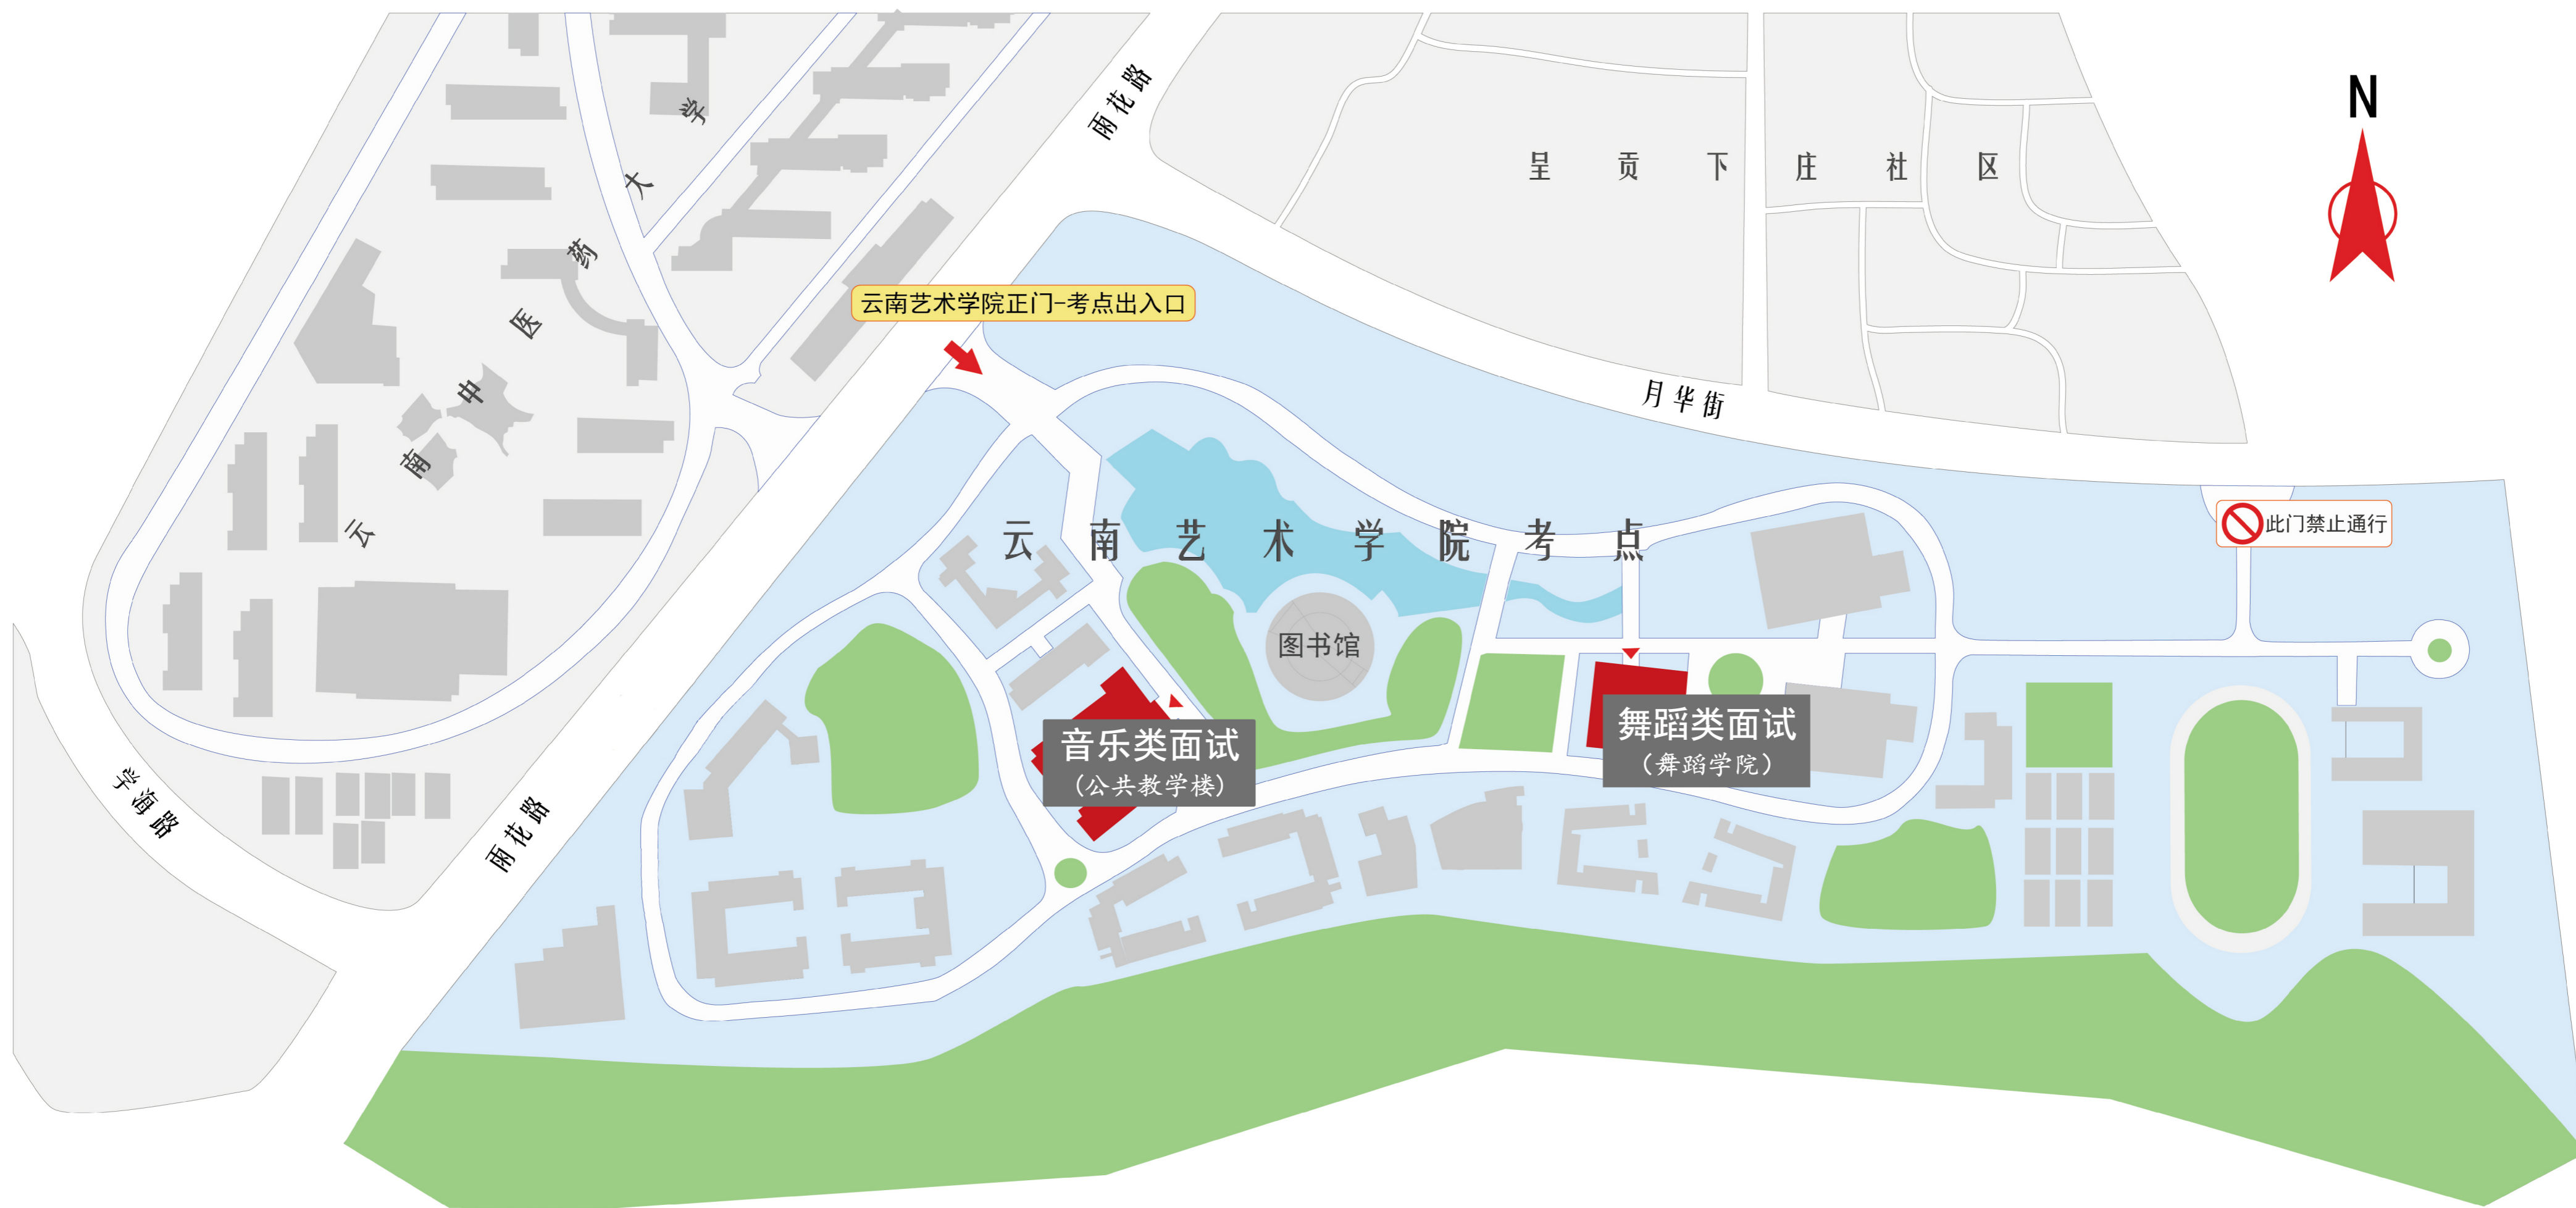 N
雨花路
呈贡下庄社区
云南中医药大学
云南艺术学院正门-考点出入口
月华街
此门禁止通行
云南艺术学院考点
图书馆
音乐类面试
（公共教学楼）
舞蹈类面试
（舞蹈学院）
学海路
雨花路